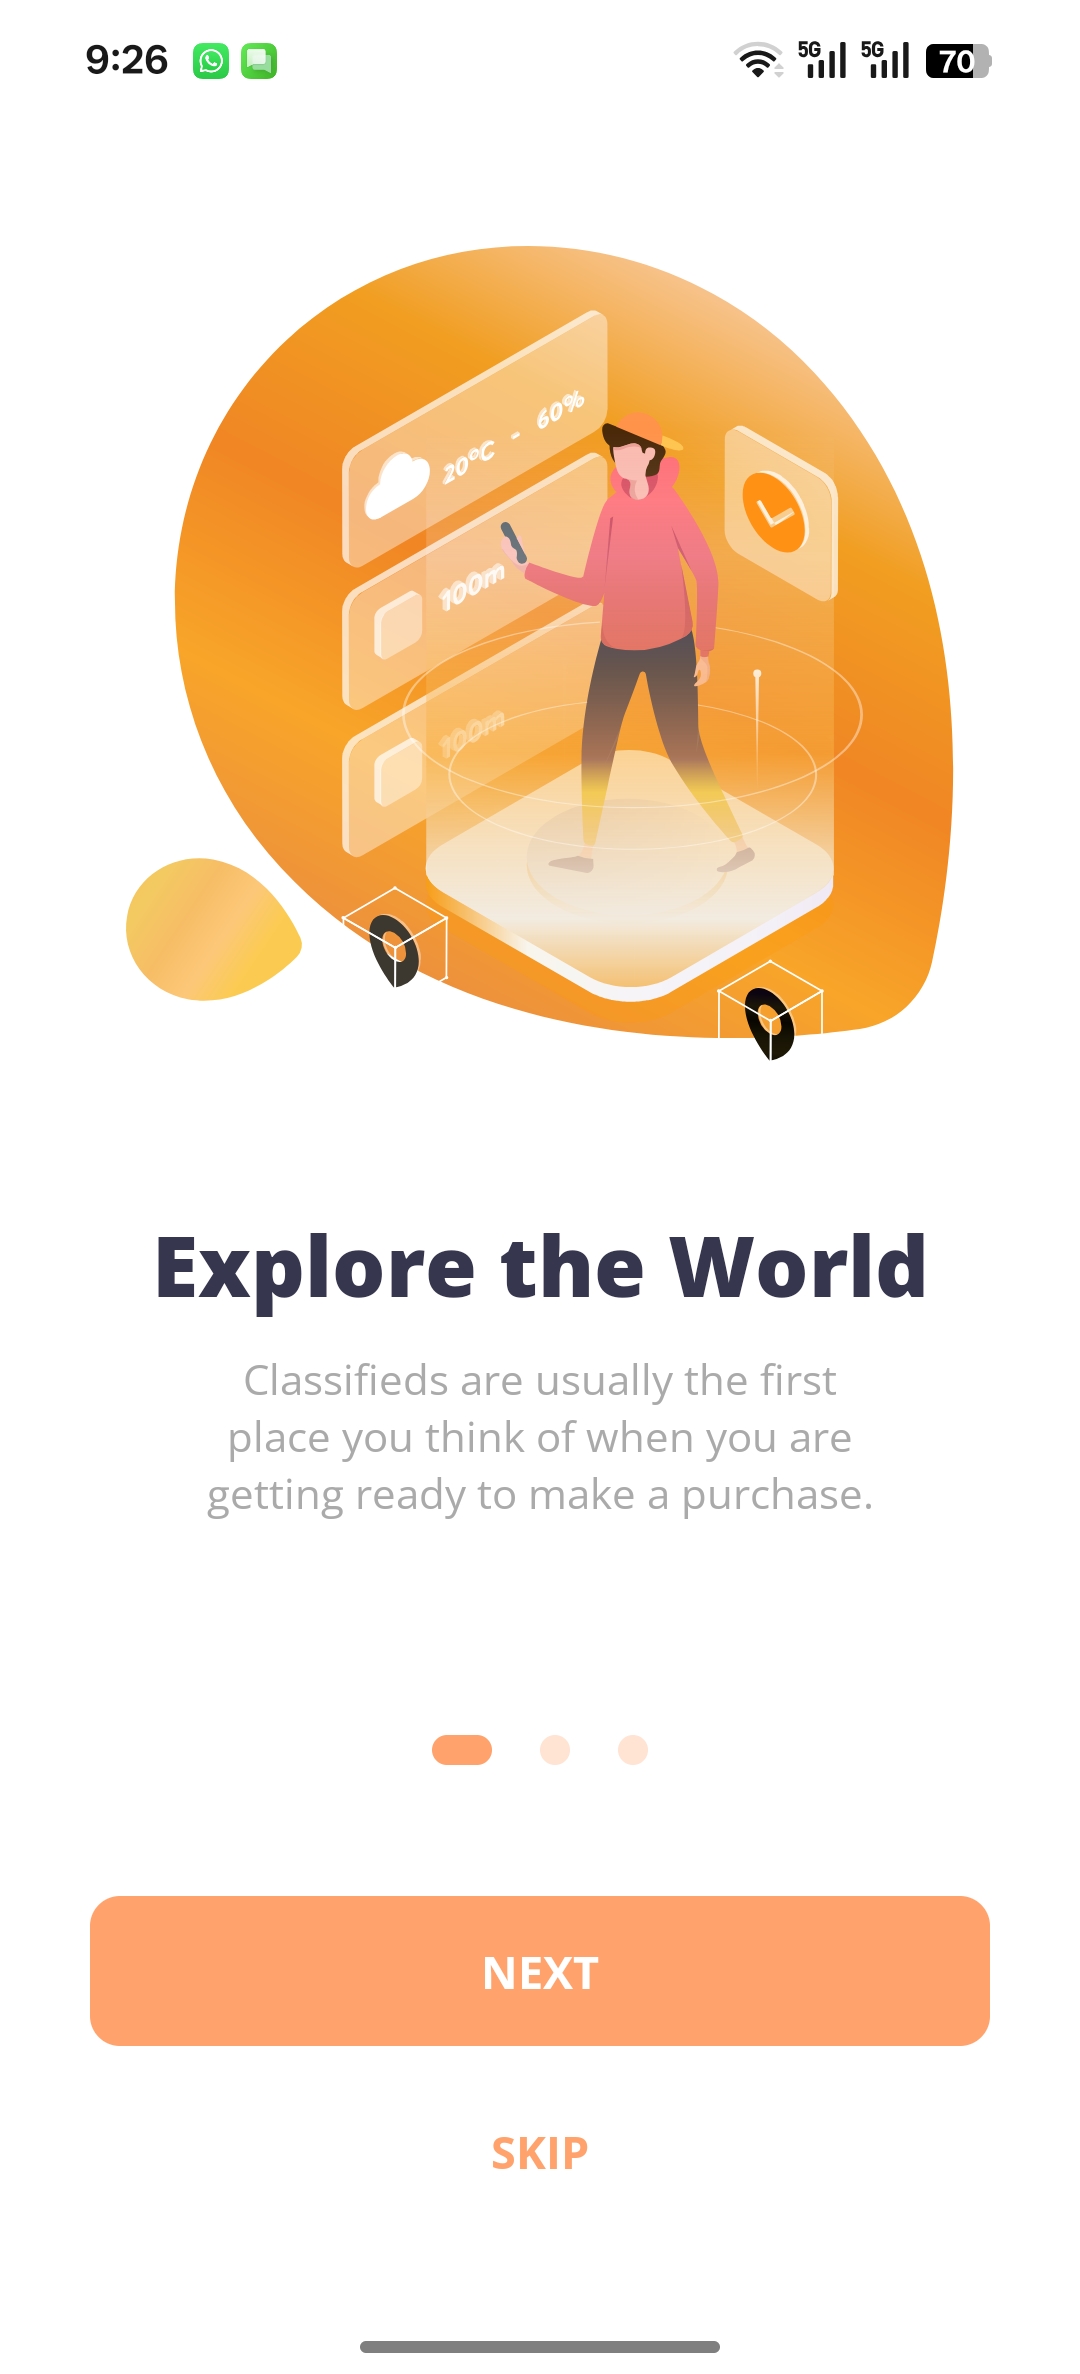 9:26
5G 5G 70
20°C - 60%
100m
100m
Explore the World
Classifieds are usually the first
place you think of when you are
getting ready to make a purchase.
NEXT
SKIP